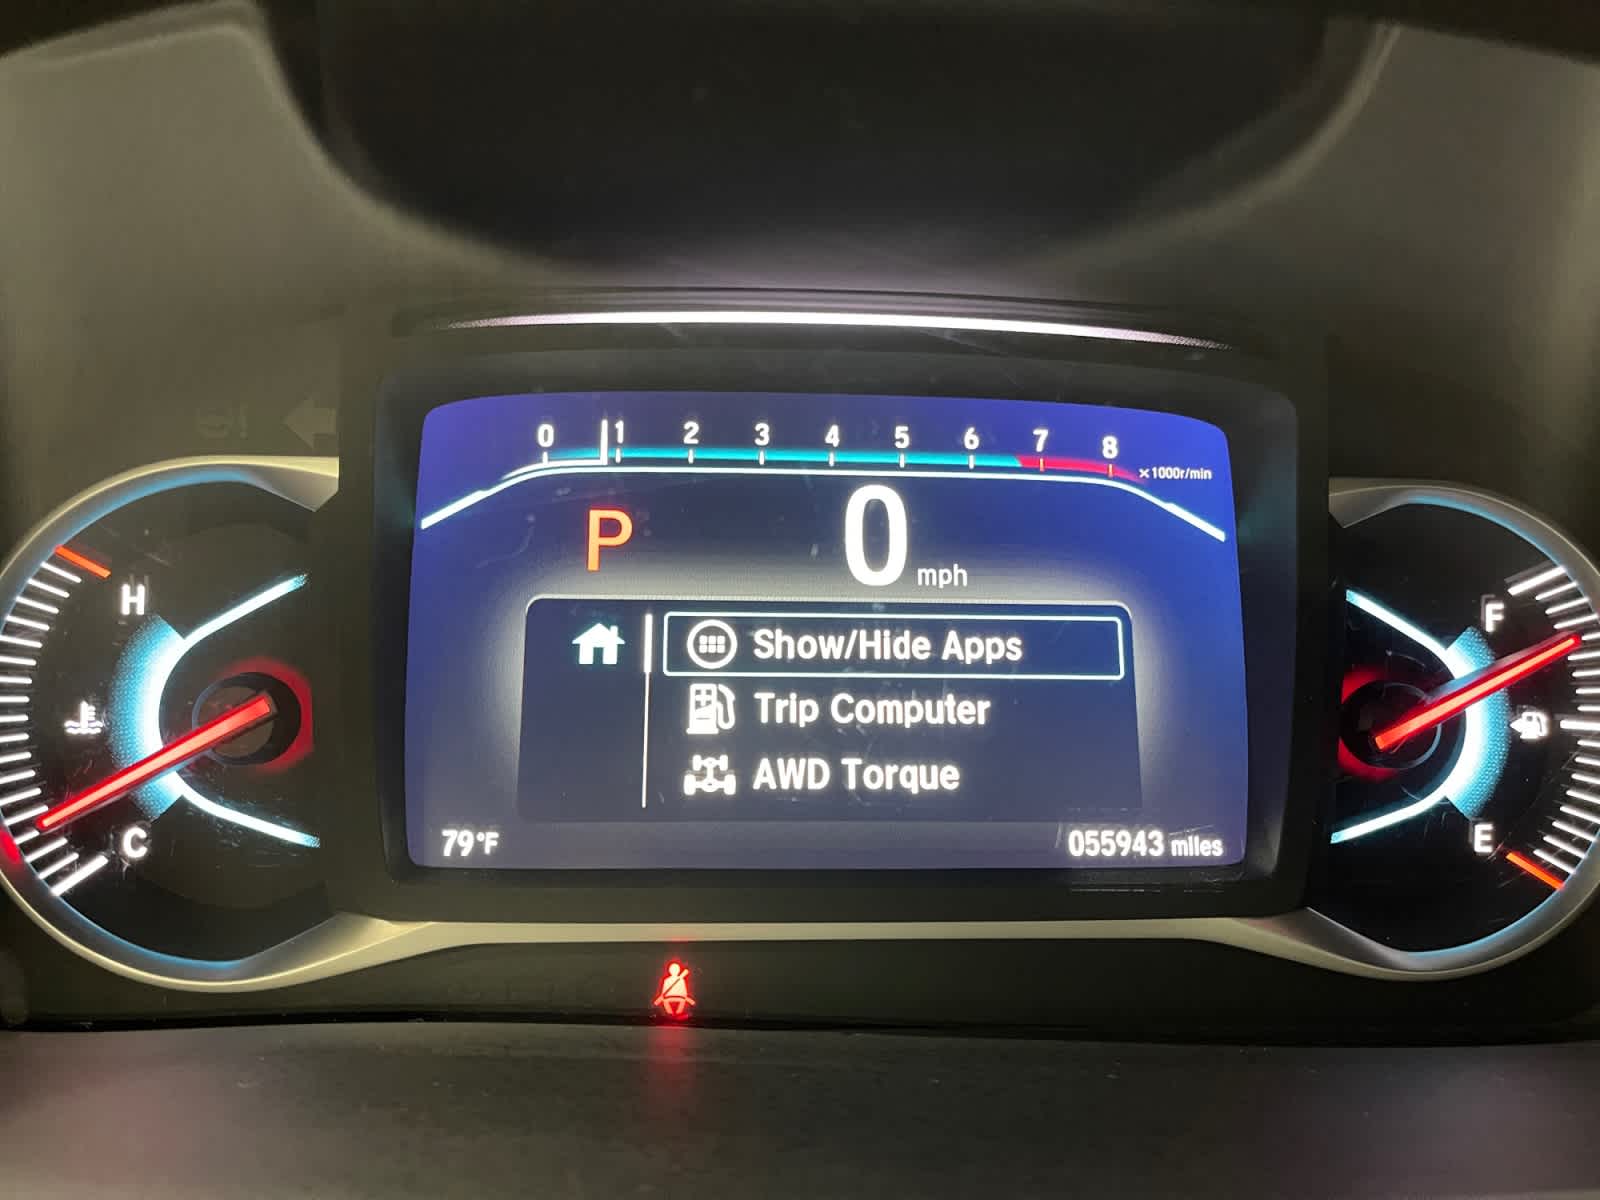 0 1 2 3 4 5 6 7 8
×1000r/min
P 0 mph
H
F
Show/Hide Apps
Trip Computer
AWD Torque
C
E
79°F
055943 miles